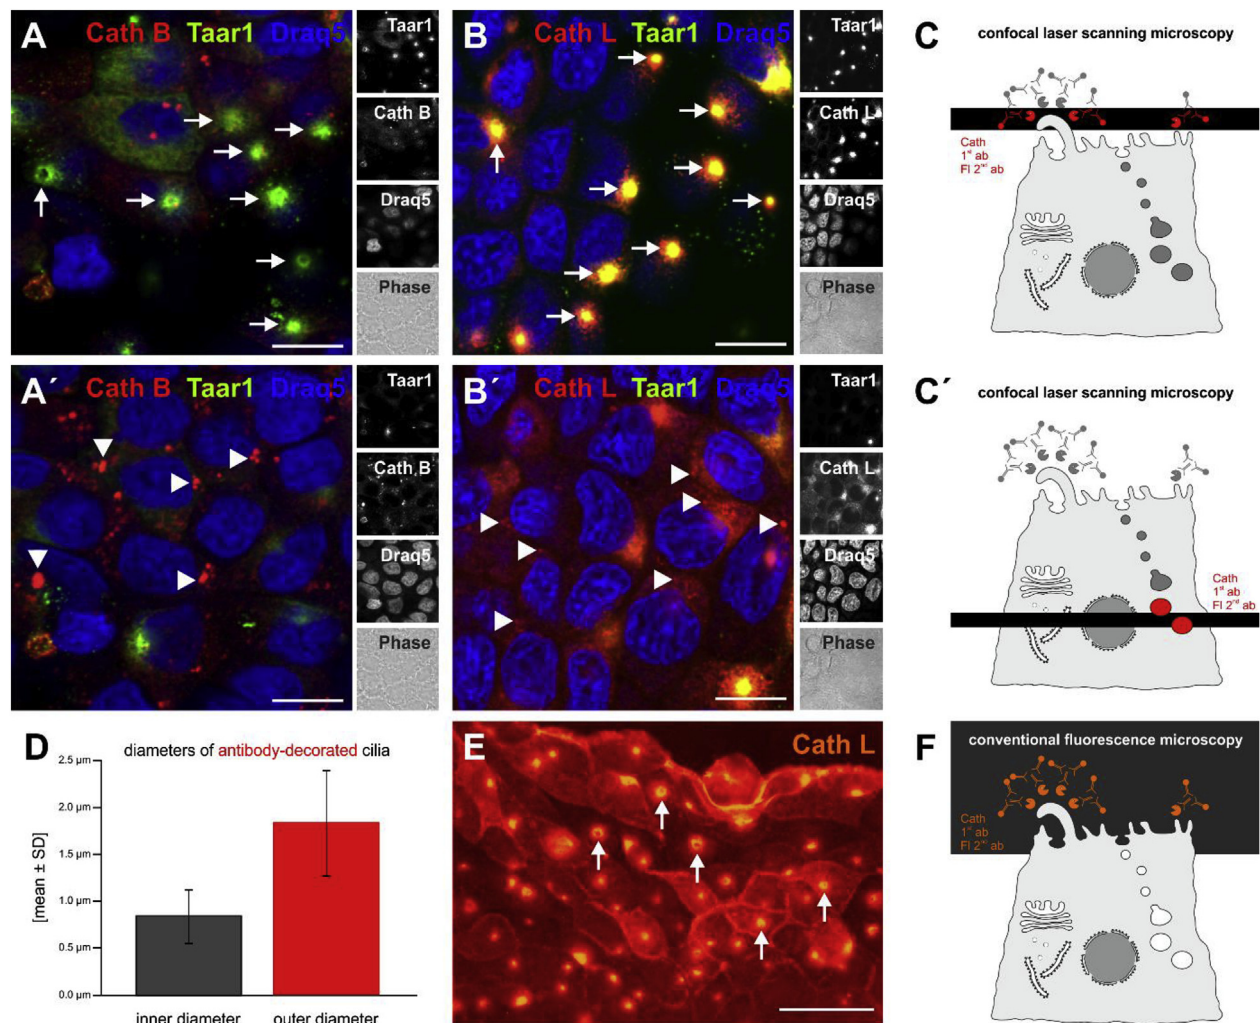 A Cath B Taar1 Draq5
Taar1
Cath B
Draq5
Phase
B Cath L Taar1 Draq5
Taar1
Cath L
Draq5
Phase
C
confocal laser scanning microscopy
Cath
1st ab
Fl 2nd ab
A´ Cath B Taar1 Draq5
Taar1
Cath B
Draq5
Phase
B´ Cath L Taar1 Draq5
Taar1
Cath L
Draq5
Phase
C´
confocal laser scanning microscopy
Cath
1st ab
Fl 2nd ab
D
diameters of antibody-decorated cilia
[mean ± SD]
2.5 µm
2.0 µm
1.5 µm
1.0 µm
0.5 µm
0.0 µm
inner diameter
outer diameter
E Cath L
F
conventional fluorescence microscopy
Cath
1st ab
Fl 2nd ab